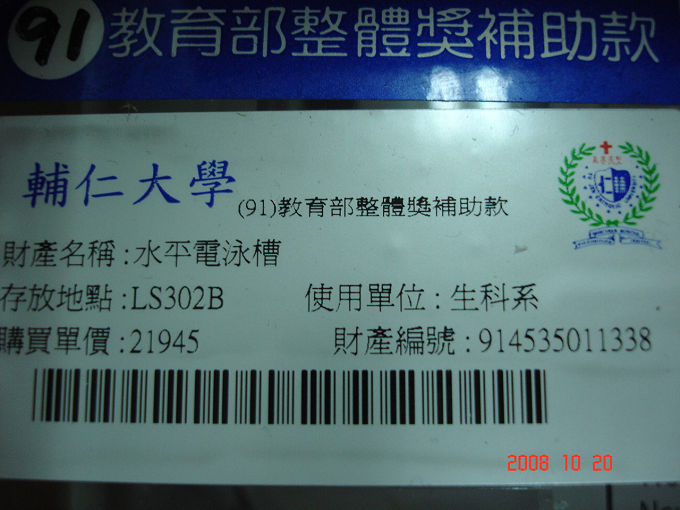 91 教育部整體獎補助款
輔仁大學
(91)教育部整體獎補助款
財產名稱:水平電泳槽
存放地點:LS302B 使用單位:生科系
購買單價:21945 財產編號:914535011338
2008 10 20